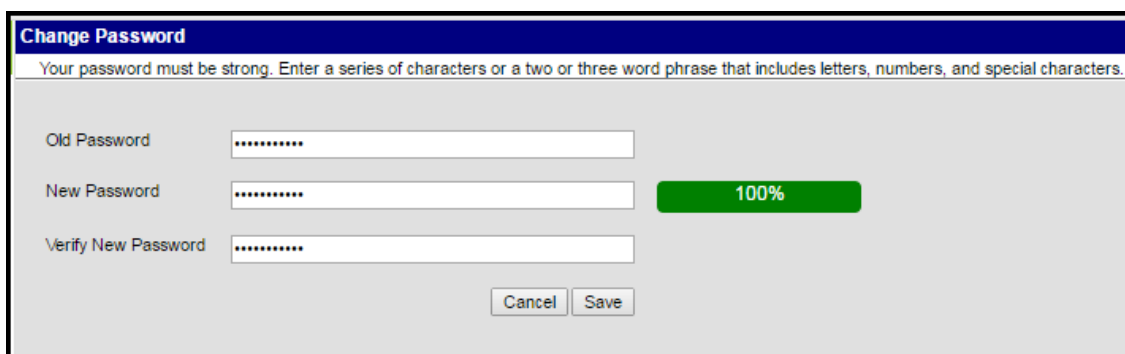 Change Password
Your password must be strong. Enter a series of characters or a two or three word phrase that includes letters, numbers, and special characters.
Old Password •••••••••••
New Password ••••••••••• 100%
Verify New Password •••••••••••
Cancel Save